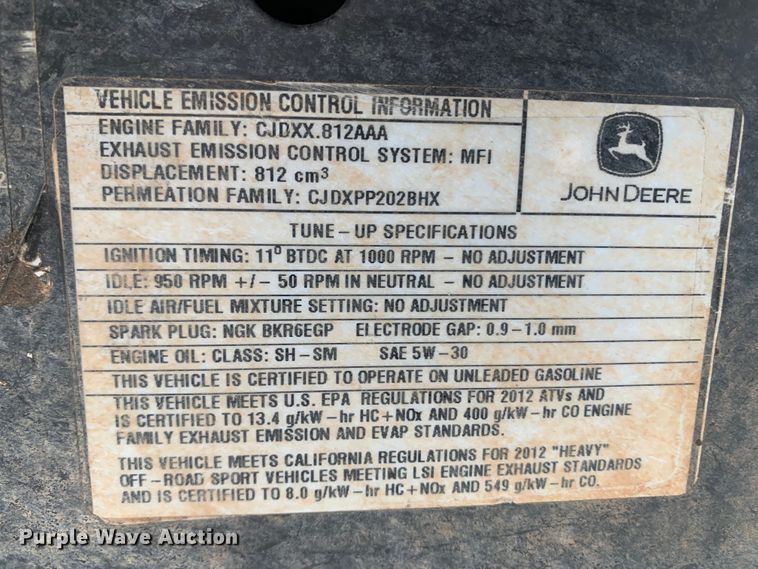 VEHICLE EMISSION CONTROL INFORMATION
ENGINE FAMILY: CJDXX.812AAA
EXHAUST EMISSION CONTROL SYSTEM: MFI
DISPLACEMENT: 812 cm³
PERMEATION FAMILY: CJDXPP202BHX
JOHN DEERE
TUNE-UP SPECIFICATIONS
IGNITION TIMING: 11° BTDC AT 1000 RPM - NO ADJUSTMENT
IDLE: 950 RPM +/- 50 RPM IN NEUTRAL - NO ADJUSTMENT
IDLE AIR/FUEL MIXTURE SETTING: NO ADJUSTMENT
SPARK PLUG: NGK BKR6EGP ELECTRODE GAP: 0.9-1.0 mm
ENGINE OIL: CLASS: SH-SM SAE 5W-30
THIS VEHICLE IS CERTIFIED TO OPERATE ON UNLEADED GASOLINE
THIS VEHICLE MEETS U.S. EPA REGULATIONS FOR 2012 ATVs AND
IS CERTIFIED TO 13.4 g/kW-hr HC+NOx AND 400 g/kW-hr CO ENGINE
FAMILY EXHAUST EMISSION AND EVAP STANDARDS.
THIS VEHICLE MEETS CALIFORNIA REGULATIONS FOR 2012 "HEAVY"
OFF-ROAD SPORT VEHICLES MEETING LSI ENGINE EXHAUST STANDARDS
AND IS CERTIFIED TO 8.0 g/kW-hr HC+NOx AND 549 g/kW-hr CO.
Purple Wave Auction